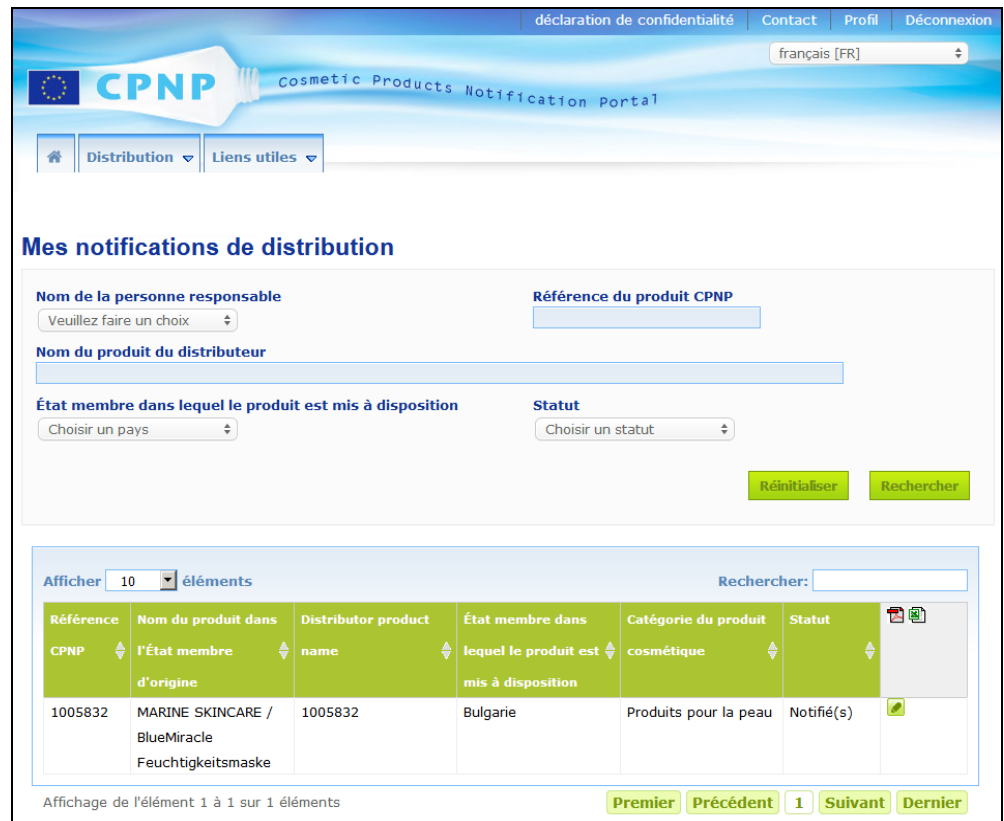 déclaration de confidentialité Contact Profil Déconnexion
français [FR]
CPNP Cosmetic Products Notification Portal
Distribution Liens utiles
Mes notifications de distribution
Nom de la personne responsable Référence du produit CPNP
Veuillez faire un choix
Nom du produit du distributeur
État membre dans lequel le produit est mis à disposition Statut
Choisir un pays Choisir un statut
Réinitialiser Rechercher
Afficher 10 éléments Rechercher:
Référence Nom du produit dans Distributor product État membre dans Catégorie du produit Statut
CPNP l'État membre name lequel le produit est cosmétique
d'origine mis à disposition
1005832 MARINE SKINCARE / 1005832 Bulgarie Produits pour la peau Notifié(s)
BlueMiracle
Feuchtigkeitsmaske
Affichage de l'élément 1 à 1 sur 1 éléments Premier Précédent 1 Suivant Dernier